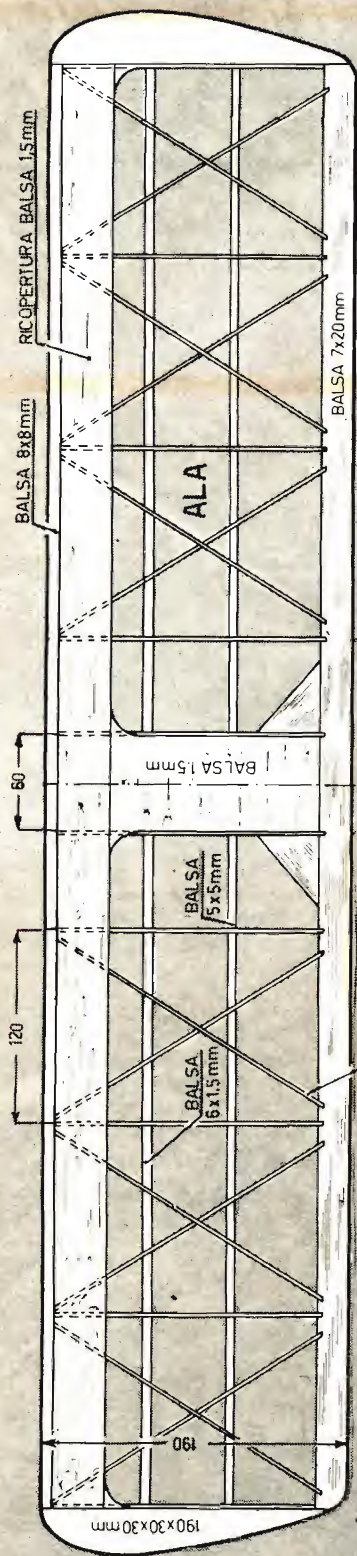 RICOPERTURA BALSA 1,5mm
BALSA 8x8mm
ALA
BALSA 7x20mm
60
BALSA 1.5mm
120
BALSA
5x5mm
BALSA
6x1.5mm
190
190x30x30mm